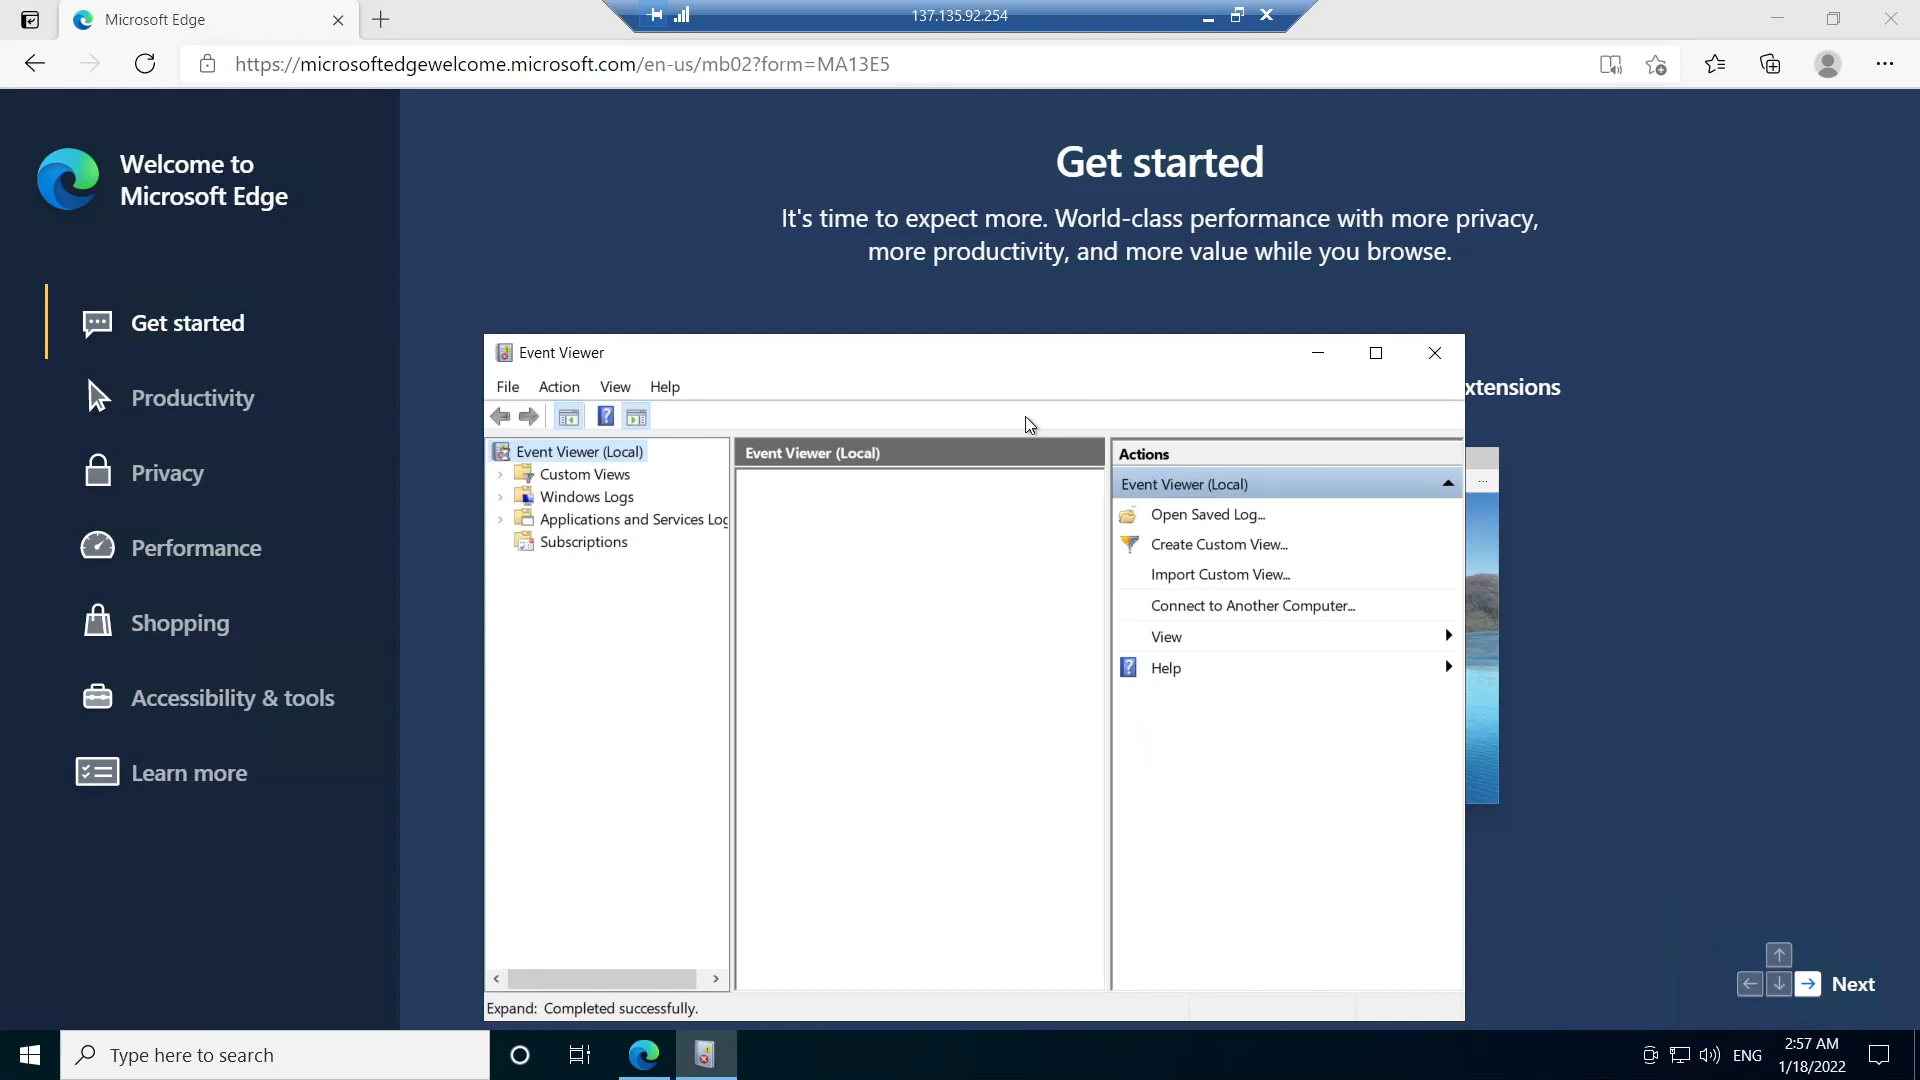 Microsoft Edge
137.135.92.254
https://microsoftedgewelcome.microsoft.com/en-us/mb02?form=MA13E5
Welcome to
Microsoft Edge
Get started
Productivity
Privacy
Performance
Shopping
Accessibility & tools
Learn more
Get started
It's time to expect more. World-class performance with more privacy,
more productivity, and more value while you browse.
xtensions
Event Viewer
File Action View Help
Event Viewer (Local)
Custom Views
Windows Logs
Applications and Services Log
Subscriptions
Event Viewer (Local)
Actions
Event Viewer (Local)
Open Saved Log...
Create Custom View...
Import Custom View...
Connect to Another Computer...
View
Help
Expand: Completed successfully.
Next
Type here to search
ENG
2:57 AM
1/18/2022